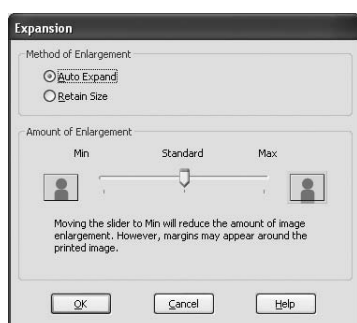 Expansion
Method of Enlargement
Auto Expand
Retain Size
Amount of Enlargement
Min Standard Max
Moving the slider to Min will reduce the amount of image
enlargement. However, margins may appear around the
printed image.
OK Cancel Help